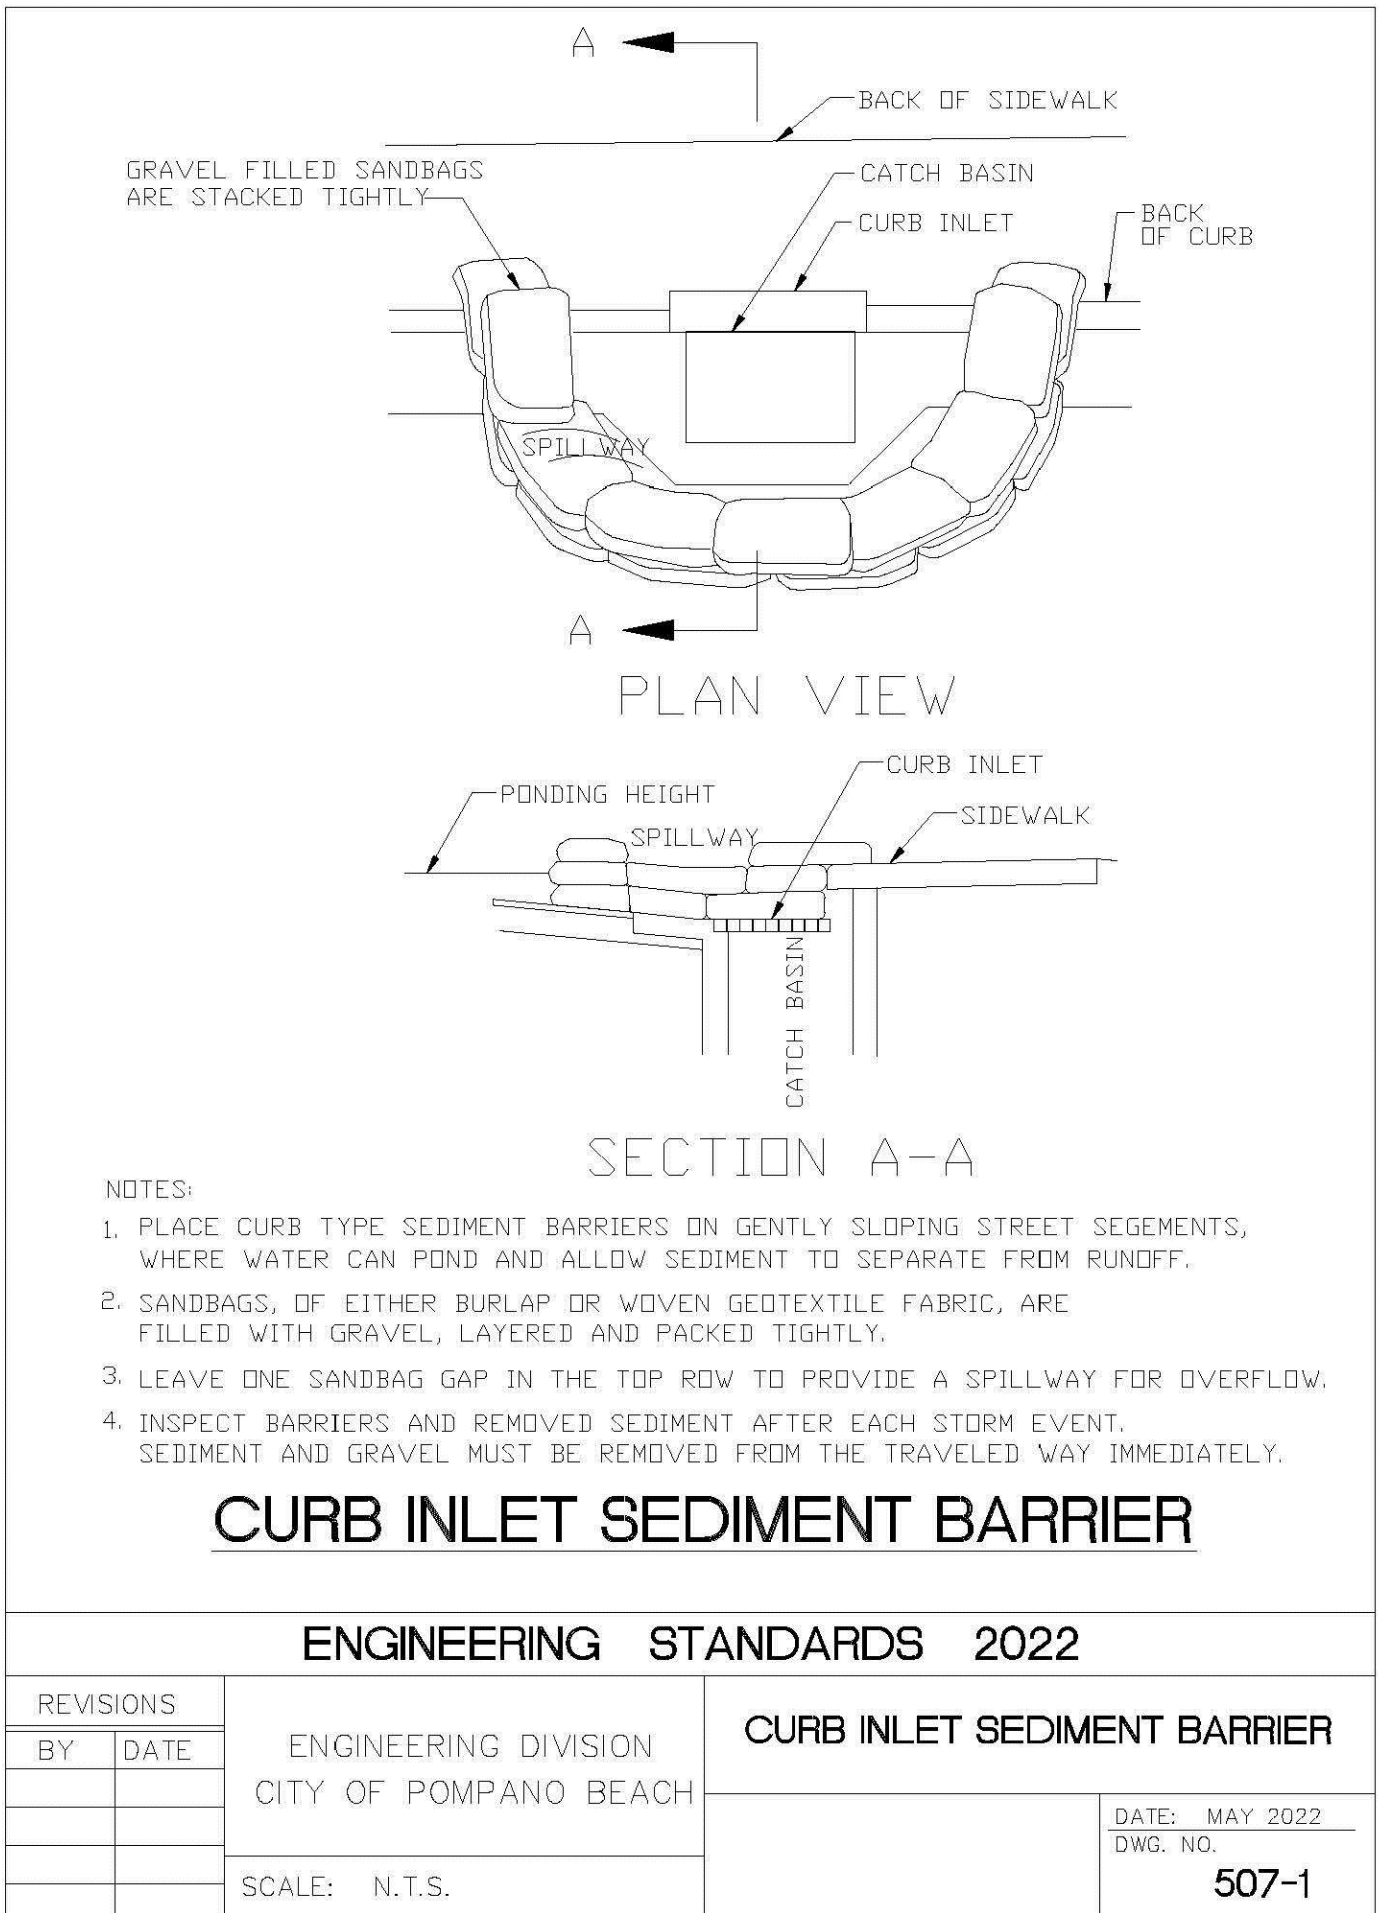 A
BACK OF SIDEWALK
GRAVEL FILLED SANDBAGS
ARE STACKED TIGHTLY
CATCH BASIN
CURB INLET
BACK
OF CURB
SPILLWAY
A
PLAN VIEW
CURB INLET
PONDING HEIGHT
SIDEWALK
SPILLWAY
CATCH BASIN
SECTION A-A
NOTES:
1. PLACE CURB TYPE SEDIMENT BARRIERS ON GENTLY SLOPING STREET SEGEMENTS,
WHERE WATER CAN POND AND ALLOW SEDIMENT TO SEPARATE FROM RUNOFF.
2. SANDBAGS, OF EITHER BURLAP OR WOVEN GEOTEXTILE FABRIC, ARE
FILLED WITH GRAVEL, LAYERED AND PACKED TIGHTLY.
3. LEAVE ONE SANDBAG GAP IN THE TOP ROW TO PROVIDE A SPILLWAY FOR OVERFLOW.
4. INSPECT BARRIERS AND REMOVED SEDIMENT AFTER EACH STORM EVENT.
SEDIMENT AND GRAVEL MUST BE REMOVED FROM THE TRAVELED WAY IMMEDIATELY.
CURB INLET SEDIMENT BARRIER
ENGINEERING STANDARDS 2022
REVISIONS
BY DATE
ENGINEERING DIVISION
CITY OF POMPANO BEACH
SCALE: N.T.S.
CURB INLET SEDIMENT BARRIER
DATE: MAY 2022
DWG. NO.
507-1